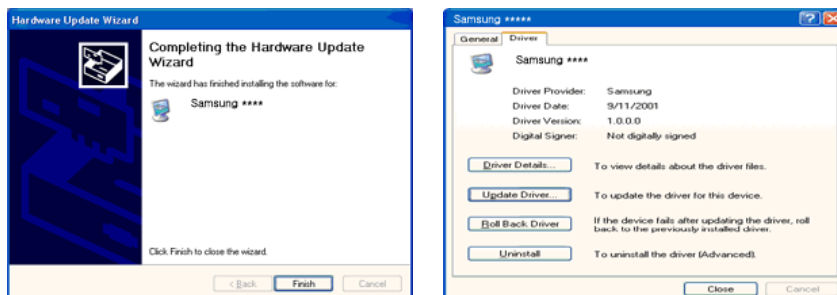 Hardware Update Wizard
Completing the Hardware Update
Wizard
The wizard has finished installing the software for:
Samsung ****
Click Finish to close the wizard.
< Back
Finish
Cancel
Samsung *****
General
Driver
Samsung ****
Driver Provider: Samsung
Driver Date: 9/11/2001
Driver Version: 1.0.0.0
Digital Signer: Not digitally signed
Driver Details...
To view details about the driver files.
Update Driver...
To update the driver for this device.
Roll Back Driver
If the device fails after updating the driver, roll
back to the previously installed driver.
Uninstall
To uninstall the driver (Advanced).
Close
Cancel